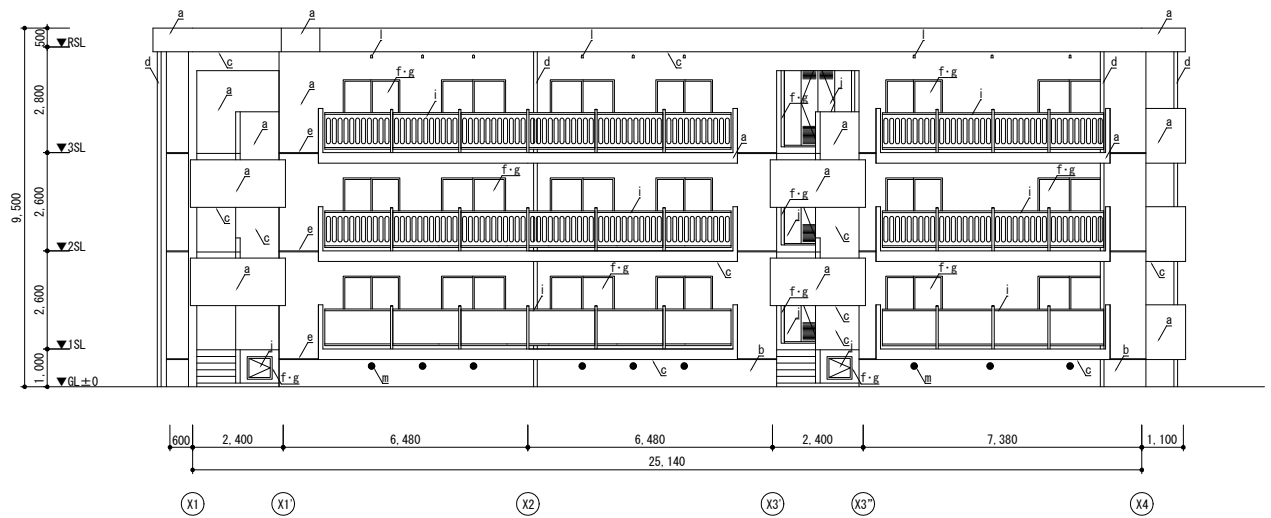 a a a
500 ▼RSL l l l
d c c d f・g d d
f・g a a f・g j f・g
2,800 a i i
a a
e a a
▼3SL
a a
9,500 2,600 f・g f・g f・g
c i c i
c j c
▼2SL e
c c
a f・g a f・g
2,600 i f・g i
c a
j
▼1SL e c
j b j b
1,000 f・g m c f・g m c
▼GL±0
600 2,400 6,480 6,480 2,400 7,380 1,100
25,140
X1 X1' X2 X3' X3" X4